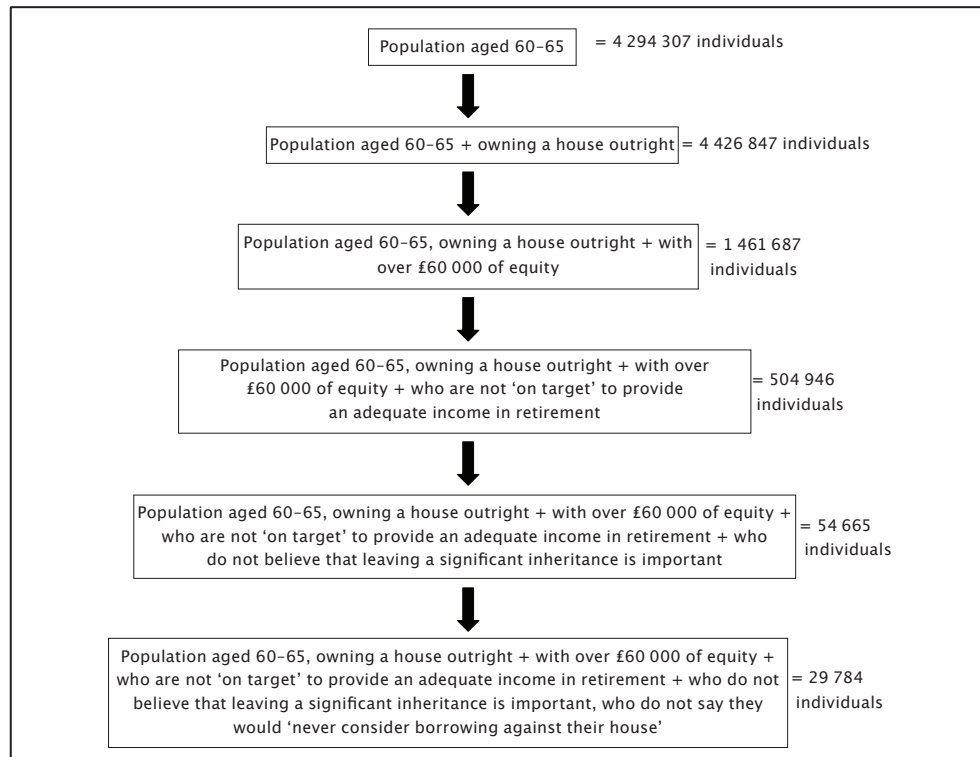 Population aged 60–65 = 4 294 307 individuals
Population aged 60–65 + owning a house outright = 4 426 847 individuals
Population aged 60–65, owning a house outright + with
over £60 000 of equity
= 1 461 687
individuals
Population aged 60–65, owning a house outright + with over
£60 000 of equity + who are not ‘on target’ to provide
an adequate income in retirement
= 504 946
individuals
Population aged 60–65, owning a house outright + with over £60 000 of equity +
who are not ‘on target’ to provide an adequate income in retirement + who
do not believe that leaving a significant inheritance is important
= 54 665
individuals
Population aged 60–65, owning a house outright + with over £60 000 of equity +
who are not ‘on target’ to provide an adequate income in retirement + who do not
believe that leaving a significant inheritance is important, who do not say they
would ‘never consider borrowing against their house’
= 29 784
individuals